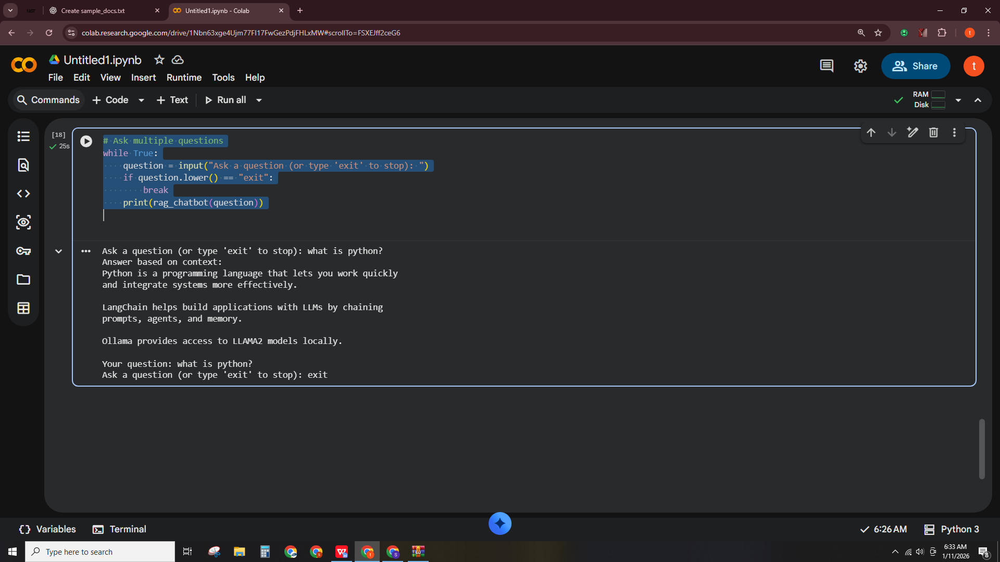 NIST
Create sample_docs.txt
Untitled1.ipynb - Colab
colab.research.google.com/drive/1Nbn63xge4Ujm77FI17FwGezPdjFHLxMW#scrollTo=FSXEJff2ceG6
t
Untitled1.ipynb
File Edit View Insert Runtime Tools Help
Share
t
Commands + Code + Text Run all
RAM
Disk
[18]
25s
# Ask multiple questions
while True:
    question = input("Ask a question (or type 'exit' to stop): ")
    if question.lower() == "exit":
        break
    print(rag_chatbot(question))
Ask a question (or type 'exit' to stop): what is python?
Answer based on context:
Python is a programming language that lets you work quickly
and integrate systems more effectively.
LangChain helps build applications with LLMs by chaining
prompts, agents, and memory.
Ollama provides access to LLAMA2 models locally.
Your question: what is python?
Ask a question (or type 'exit' to stop): exit
Variables Terminal
6:26 AM Python 3
Type here to search
6:33 AM
1/11/2026
8